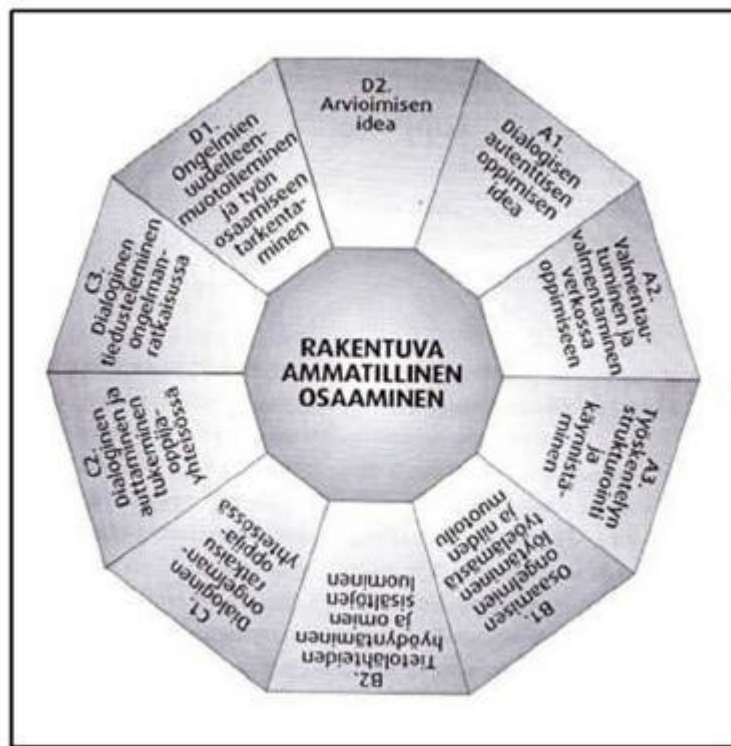 D2.
Arvioimisen
idea
A1.
Dialogisen
autenttisen
oppimisen
idea
A2.
Valmentau-
tuminen ja
valmentaminen
verkossa
oppimiseen
A3.
Työskentelyn
strukturointi
ja
käynnistä-
minen
B1.
Osaamisen
ongelmien
löytäminen
työelämästä
ja niiden
muotoilu
B2.
Tietolähteiden
hyödyntäminen
ja omien
sisältöjen
luominen
C1.
Dialoginen
ongelman-
ratkaisu
oppija-
yhteisössä
C2.
Dialoginen
auttaminen ja
tukeminen
oppija-
yhteisössä
C3.
Dialoginen
tiedusteleminen
ongelman-
ratkaisussa
D1.
Ongelmien
uudelleen-
muotoileminen
ja työn
osaamiseen
tarkenta-
minen
RAKENTUVA
AMMATILLINEN
OSAAMINEN